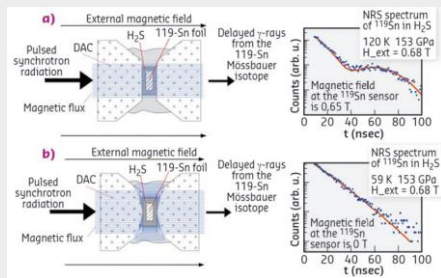 a)
External magnetic field
DAC
H₂S
119-Sn foil
Pulsed
synchrotron
radiation
Magnetic flux
Delayed γ-rays
from the
119-Sn
Mössbauer
isotope
Counts (arb. u.)
NRS spectrum
of ¹¹⁹Sn in H₂S
120 K 153 GPa
H_ext = 0.68 T
Magnetic field
at the ¹¹⁹Sn sensor
is 0,65 T
0 20 40 60 80 100
t (nsec)
b)
External magnetic field
DAC
H₂S
119-Sn foil
Pulsed
synchrotron
radiation
Magnetic flux
Delayed γ-rays
from the
119-Sn
Mössbauer
isotope
Counts (arb. u.)
NRS spectrum
of ¹¹⁹Sn in H₂S
59 K 153 GPa
H_ext = 0.68 T
Magnetic field
at the ¹¹⁹Sn
sensor is 0 T
0 20 40 60 80 100
t (nsec)